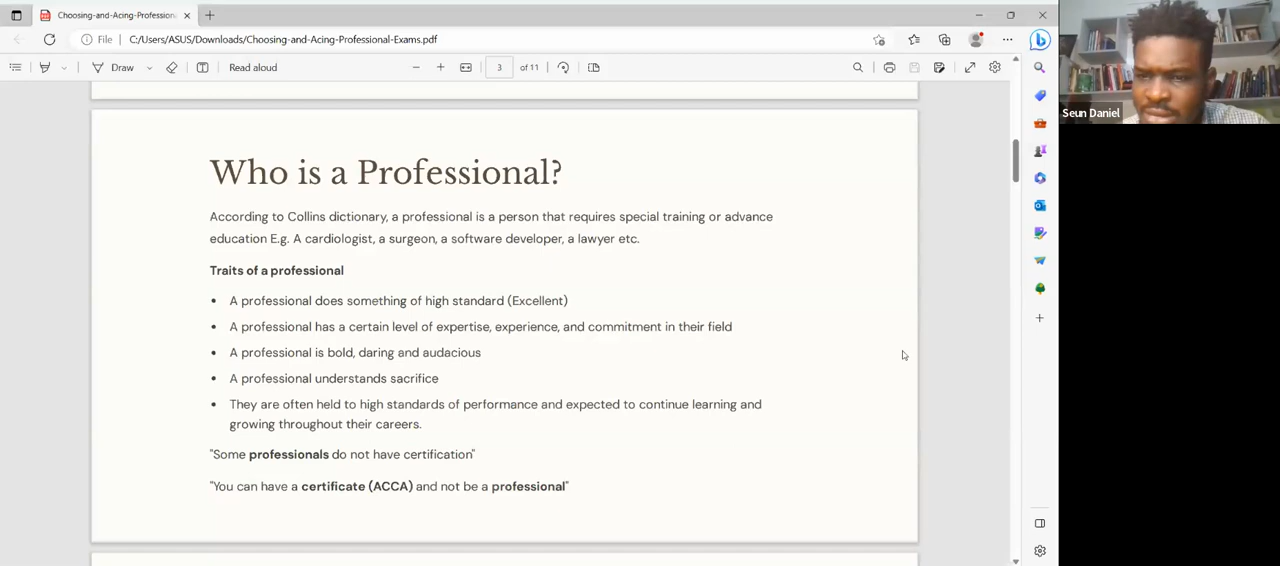 Choosing-and-Acing-Profession
File
C:/Users/ASUS/Downloads/Choosing-and-Acing-Professional-Exams.pdf
Draw
Read aloud
3
of 11
Seun Daniel
Who is a Professional?
According to Collins dictionary, a professional is a person that requires special training or advance
education E.g. A cardiologist, a surgeon, a software developer, a lawyer etc.
Traits of a professional
• A professional does something of high standard (Excellent)
• A professional has a certain level of expertise, experience, and commitment in their field
• A professional is bold, daring and audacious
• A professional understands sacrifice
• They are often held to high standards of performance and expected to continue learning and
growing throughout their careers.
"Some professionals do not have certification"
"You can have a certificate (ACCA) and not be a professional"